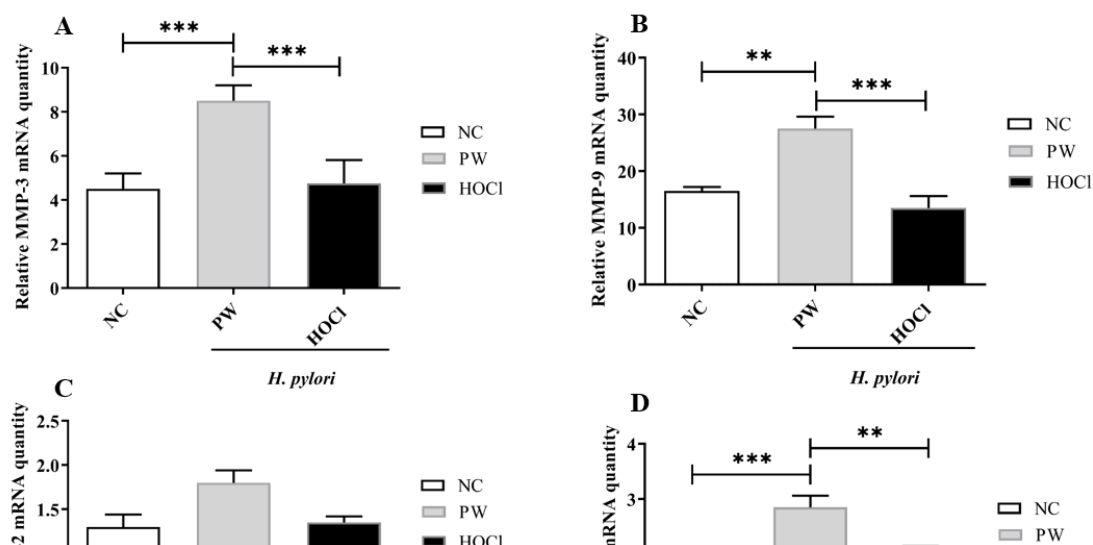 A
***
***
Relative MMP-3 mRNA quantity
10
8
6
4
2
0
NC
PW
HOCl
H. pylori
NC
PW
HOCl
B
**
***
Relative MMP-9 mRNA quantity
40
30
20
10
0
NC
PW
HOCl
H. pylori
NC
PW
HOCl
C
2 mRNA quantity
2.5
2.0
1.5
NC
PW
HOCl
D
***
**
mRNA quantity
4
3
NC
PW